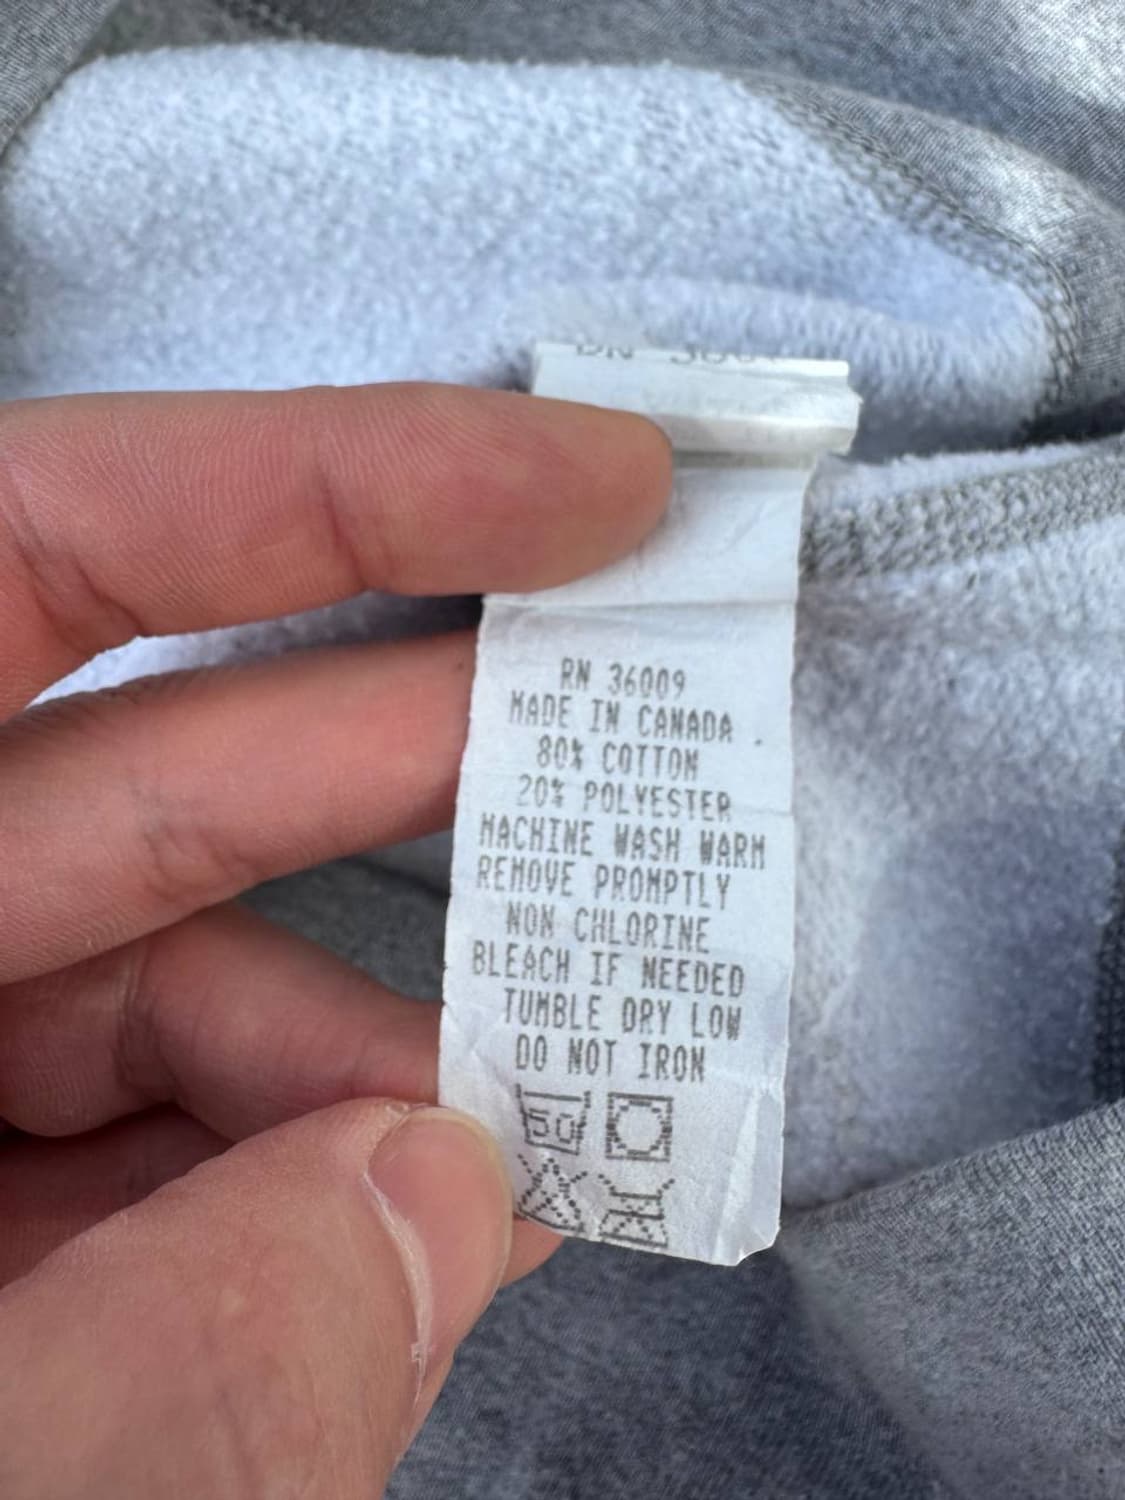 RN 36009
MADE IN CANADA
80% COTTON
20% POLYESTER
MACHINE WASH WARM
REMOVE PROMPTLY
NON CHLORINE
BLEACH IF NEEDED
TUMBLE DRY LOW
DO NOT IRON
50